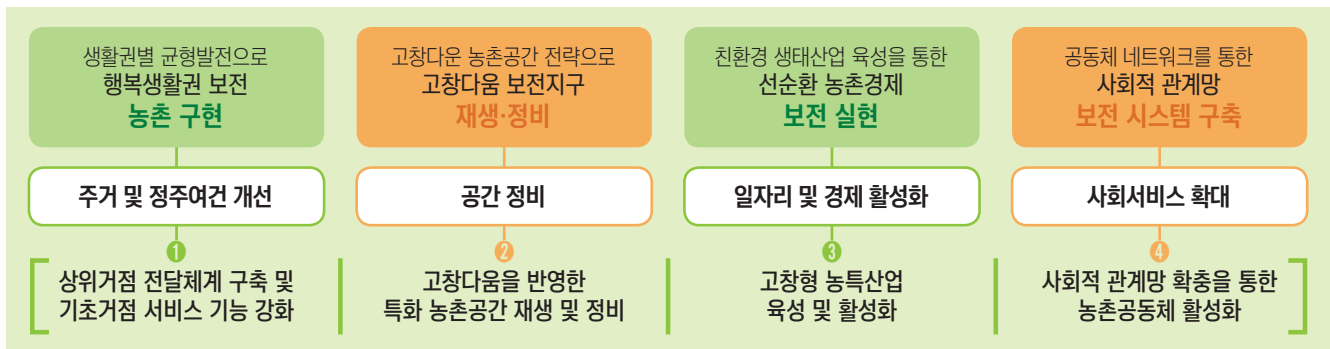 생활권별 균형발전으로
행복생활권 보전
농촌 구현
주거 및 정주여건 개선
1
상위거점 전달체계 구축 및
기초거점 서비스 기능 강화
고창다운 농촌공간 전략으로
고창다움 보전지구
재생·정비
공간 정비
2
고창다움을 반영한
특화 농촌공간 재생 및 정비
친환경 생태산업 육성을 통한
선순환 농촌경제
보전 실현
일자리 및 경제 활성화
3
고창형 농특산업
육성 및 활성화
공동체 네트워크를 통한
사회적 관계망
보전 시스템 구축
사회서비스 확대
4
사회적 관계망 확충을 통한
농촌공동체 활성화